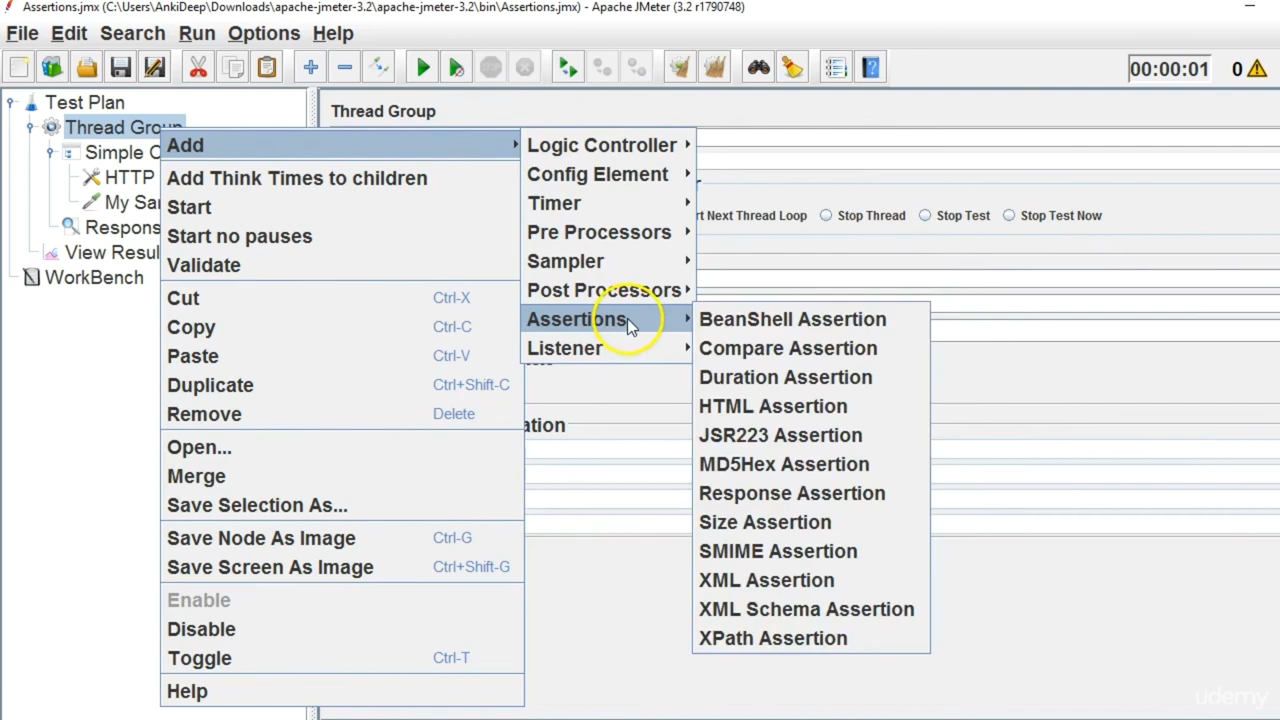 Assertions.jmx (C:\Users\AnkiDeep\Downloads\apache-jmeter-3.2\apache-jmeter-3.2\bin\Assertions.jmx) - Apache JMeter (3.2 r1790748)
File Edit Search Run Options Help
00:00:01 0
Test Plan
Thread Group
Simple C
HTTP
My Sa
Respons
View Resul
WorkBench
Thread Group
rt Next Thread Loop Stop Thread Stop Test Stop Test Now
ation
Add
Add Think Times to children
Start
Start no pauses
Validate
Cut Ctrl-X
Copy Ctrl-C
Paste Ctrl-V
Duplicate Ctrl+Shift-C
Remove Delete
Open...
Merge
Save Selection As...
Save Node As Image Ctrl-G
Save Screen As Image Ctrl+Shift-G
Enable
Disable
Toggle Ctrl-T
Help
Logic Controller
Config Element
Timer
Pre Processors
Sampler
Post Processors
Assertions
Listener
BeanShell Assertion
Compare Assertion
Duration Assertion
HTML Assertion
JSR223 Assertion
MD5Hex Assertion
Response Assertion
Size Assertion
SMIME Assertion
XML Assertion
XML Schema Assertion
XPath Assertion
udemy